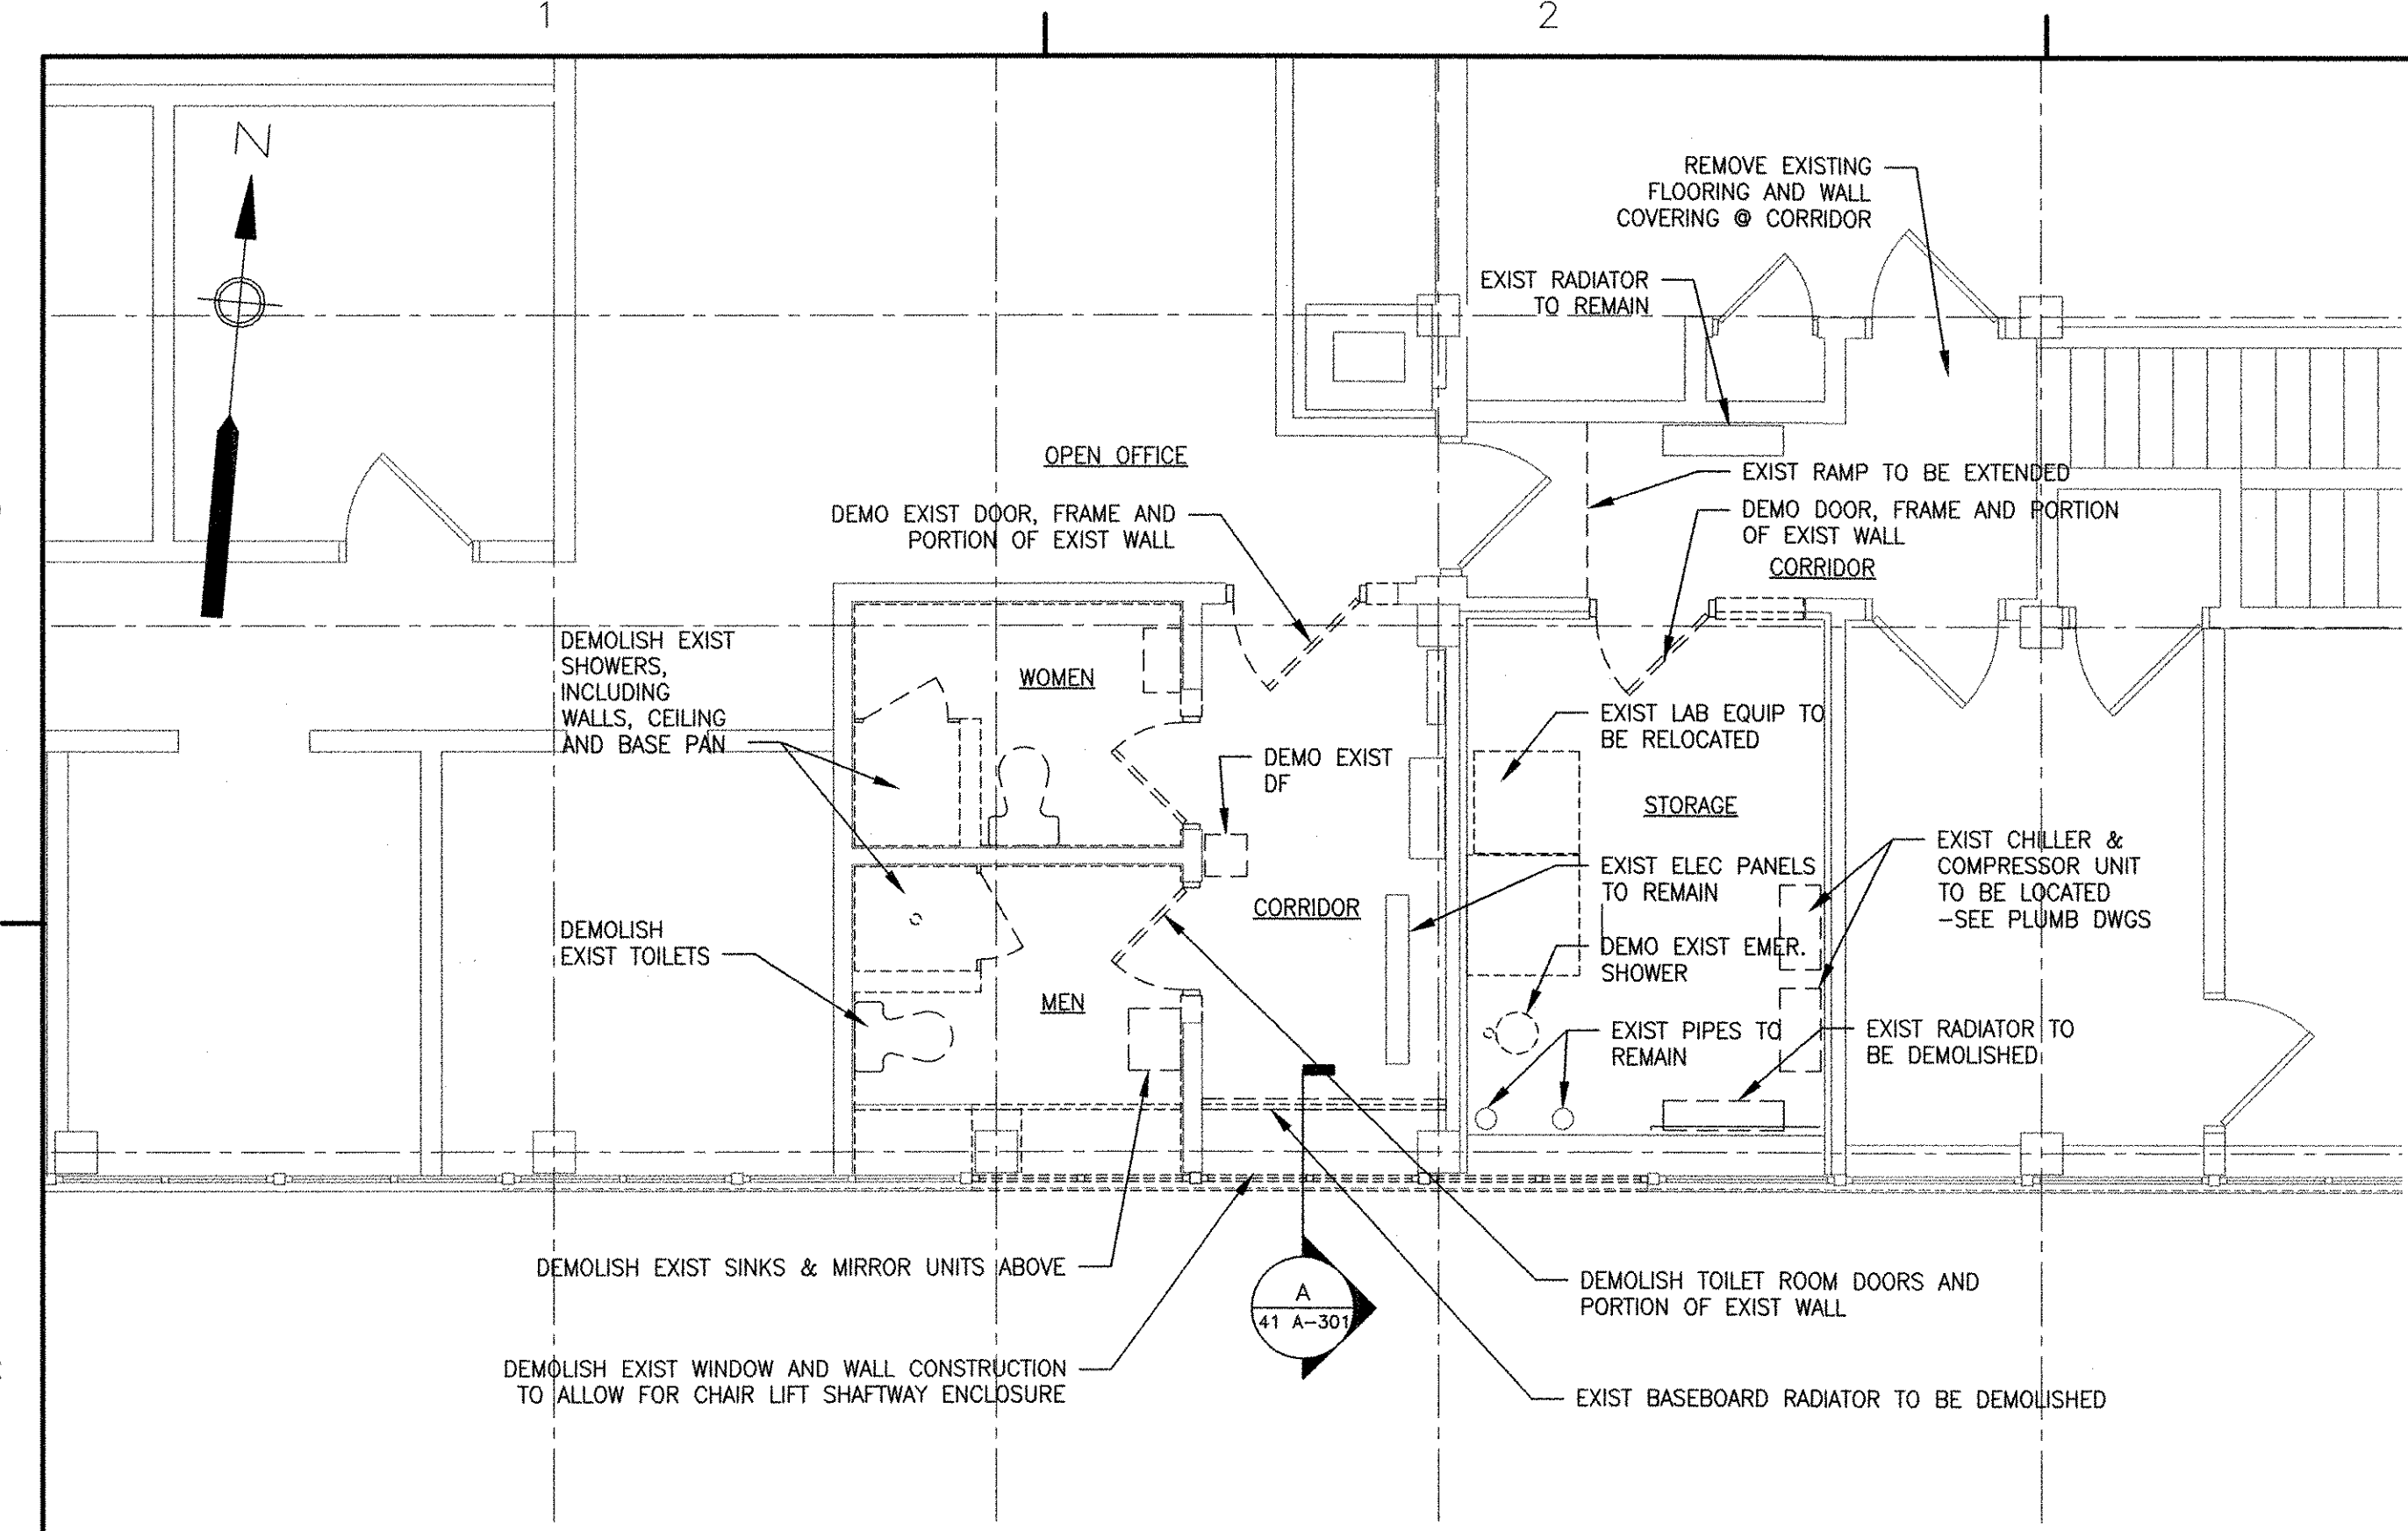 1
2
N
REMOVE EXISTING
FLOORING AND WALL
COVERING @ CORRIDOR
EXIST RADIATOR
TO REMAIN
OPEN OFFICE
EXIST RAMP TO BE EXTENDED
DEMO EXIST DOOR, FRAME AND
PORTION OF EXIST WALL
DEMO DOOR, FRAME AND PORTION
OF EXIST WALL
CORRIDOR
DEMOLISH EXIST
SHOWERS,
INCLUDING
WALLS, CEILING
AND BASE PAN
WOMEN
EXIST LAB EQUIP TO
BE RELOCATED
DEMO EXIST
DF
STORAGE
EXIST CHILLER &
COMPRESSOR UNIT
TO BE LOCATED
-SEE PLUMB DWGS
EXIST ELEC PANELS
TO REMAIN
CORRIDOR
DEMOLISH
EXIST TOILETS
DEMO EXIST EMER.
SHOWER
MEN
EXIST PIPES TO
REMAIN
EXIST RADIATOR TO
BE DEMOLISHED
DEMOLISH EXIST SINKS & MIRROR UNITS ABOVE
A
41 A-301
DEMOLISH TOILET ROOM DOORS AND
PORTION OF EXIST WALL
DEMOLISH EXIST WINDOW AND WALL CONSTRUCTION
TO ALLOW FOR CHAIR LIFT SHAFTWAY ENCLOSURE
EXIST BASEBOARD RADIATOR TO BE DEMOLISHED